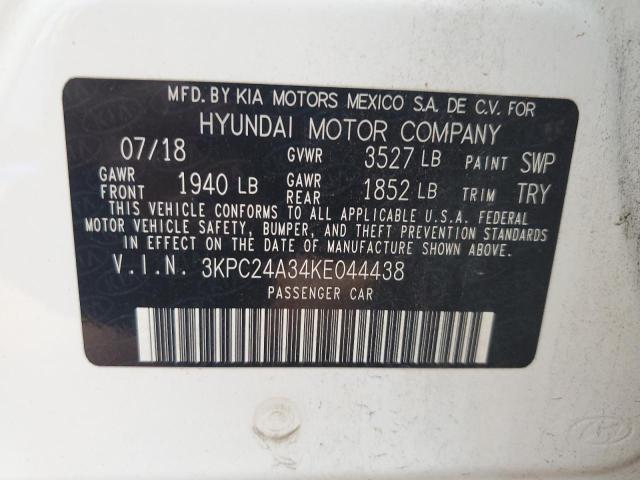 MFD. BY KIA MOTORS MEXICO S.A. DE C.V. FOR
HYUNDAI MOTOR COMPANY
07/18 GVWR 3527 LB PAINT SWP
GAWR FRONT 1940 LB GAWR REAR 1852 LB TRIM TRY
THIS VEHICLE CONFORMS TO ALL APPLICABLE U.S.A. FEDERAL
MOTOR VEHICLE SAFETY, BUMPER, AND THEFT PREVENTION STANDARDS
IN EFFECT ON THE DATE OF MANUFACTURE SHOWN ABOVE.
V.I.N. 3KPC24A34KE044438
PASSENGER CAR